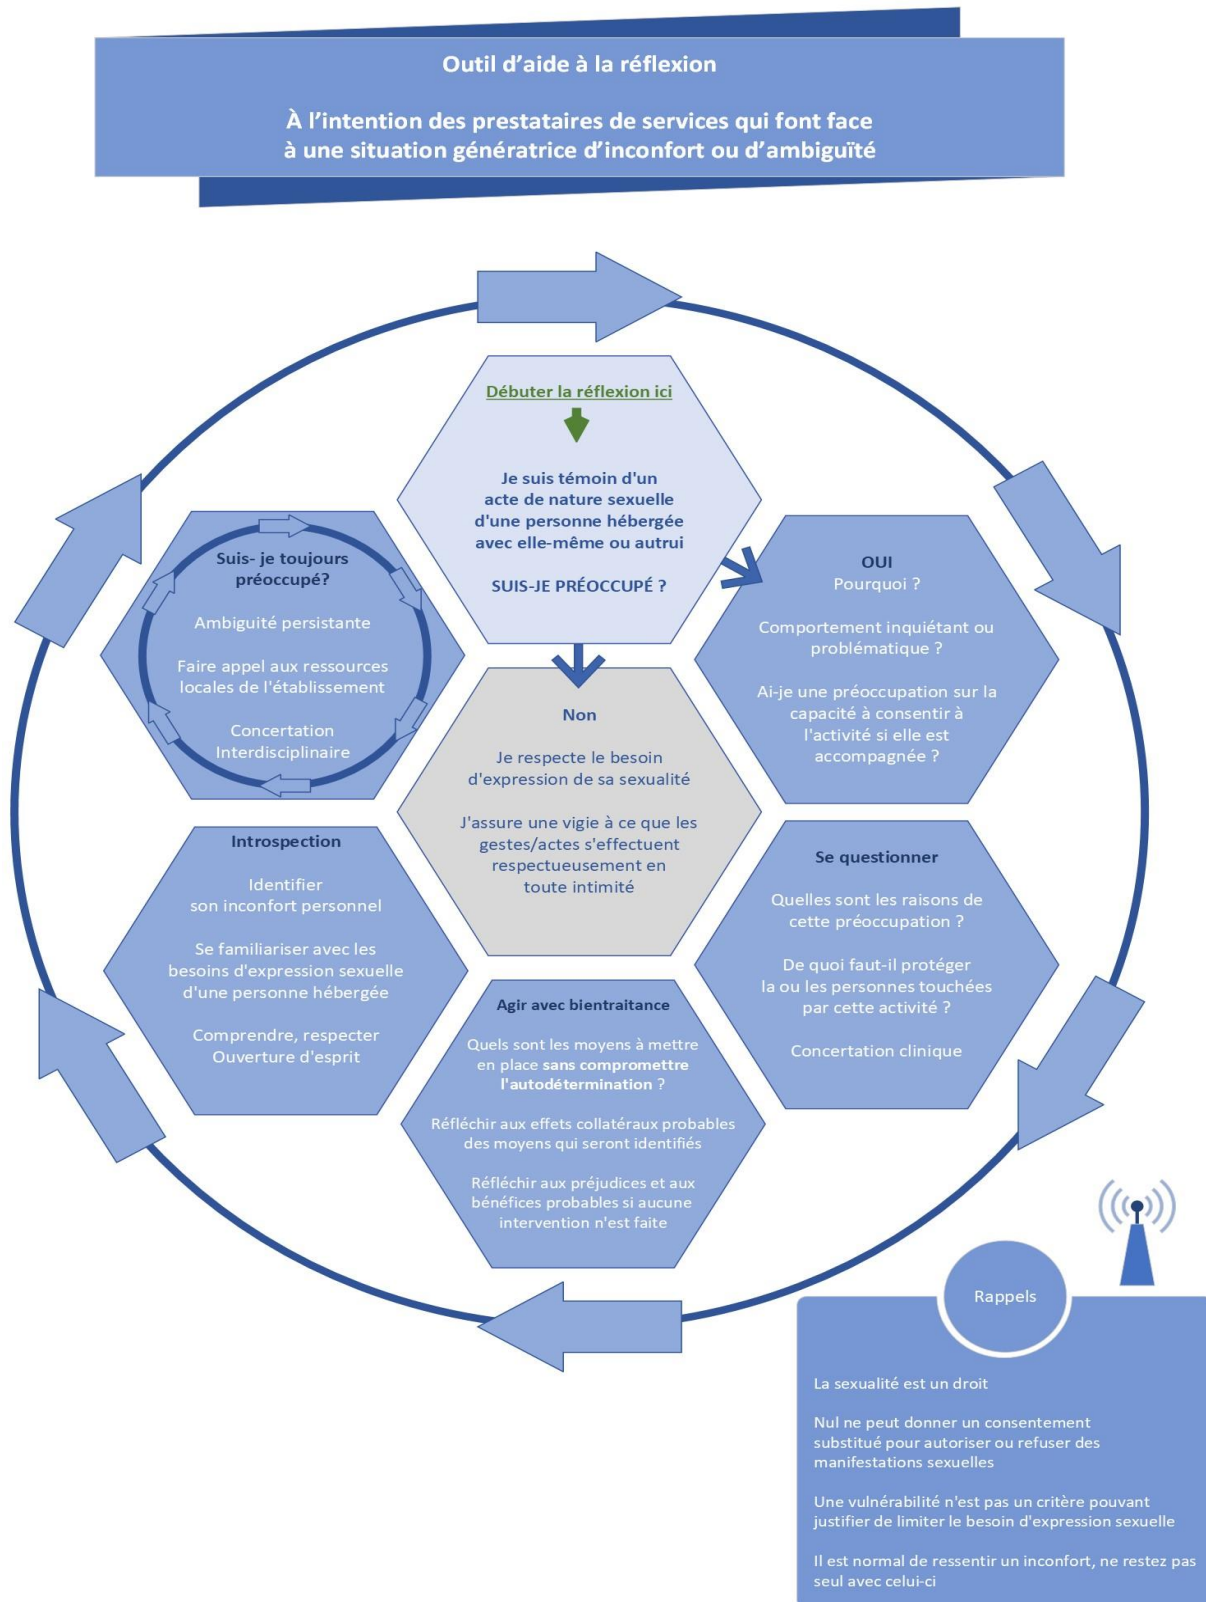 Outil d'aide à la réflexion
À l'intention des prestataires de services qui font face
à une situation génératrice d'inconfort ou d'ambiguïté
Débuter la réflexion ici
Je suis témoin d'un
acte de nature sexuelle
d'une personne hébergée
avec elle-même ou autrui
SUIS-JE PRÉOCCUPÉ ?
OUI
Pourquoi ?
Comportement inquiétant ou
problématique ?
Ai-je une préoccupation sur la
capacité à consentir à
l'activité si elle est
accompagnée ?
Non
Je respecte le besoin
d'expression de sa sexualité
J'assure une vigie à ce que les
gestes/actes s'effectuent
respectueusement en
toute intimité
Se questionner
Quelles sont les raisons de
cette préoccupation ?
De quoi faut-il protéger
la ou les personnes touchées
par cette activité ?
Concertation clinique
Agir avec bientraitance
Quels sont les moyens à mettre
en place sans compromettre
l'autodétermination ?
Réfléchir aux effets collatéraux probables
des moyens qui seront identifiés
Réfléchir aux préjudices et aux
bénéfices probables si aucune
intervention n'est faite
Introspection
Identifier
son inconfort personnel
Se familiariser avec les
besoins d'expression sexuelle
d'une personne hébergée
Comprendre, respecter
Ouverture d'esprit
Suis- je toujours
préoccupé?
Ambiguité persistante
Faire appel aux ressources
locales de l'établissement
Concertation
Interdisciplinaire
Rappels
La sexualité est un droit
Nul ne peut donner un consentement
substitué pour autoriser ou refuser des
manifestations sexuelles
Une vulnérabilité n'est pas un critère pouvant
justifier de limiter le besoin d'expression sexuelle
Il est normal de ressentir un inconfort, ne restez pas
seul avec celui-ci